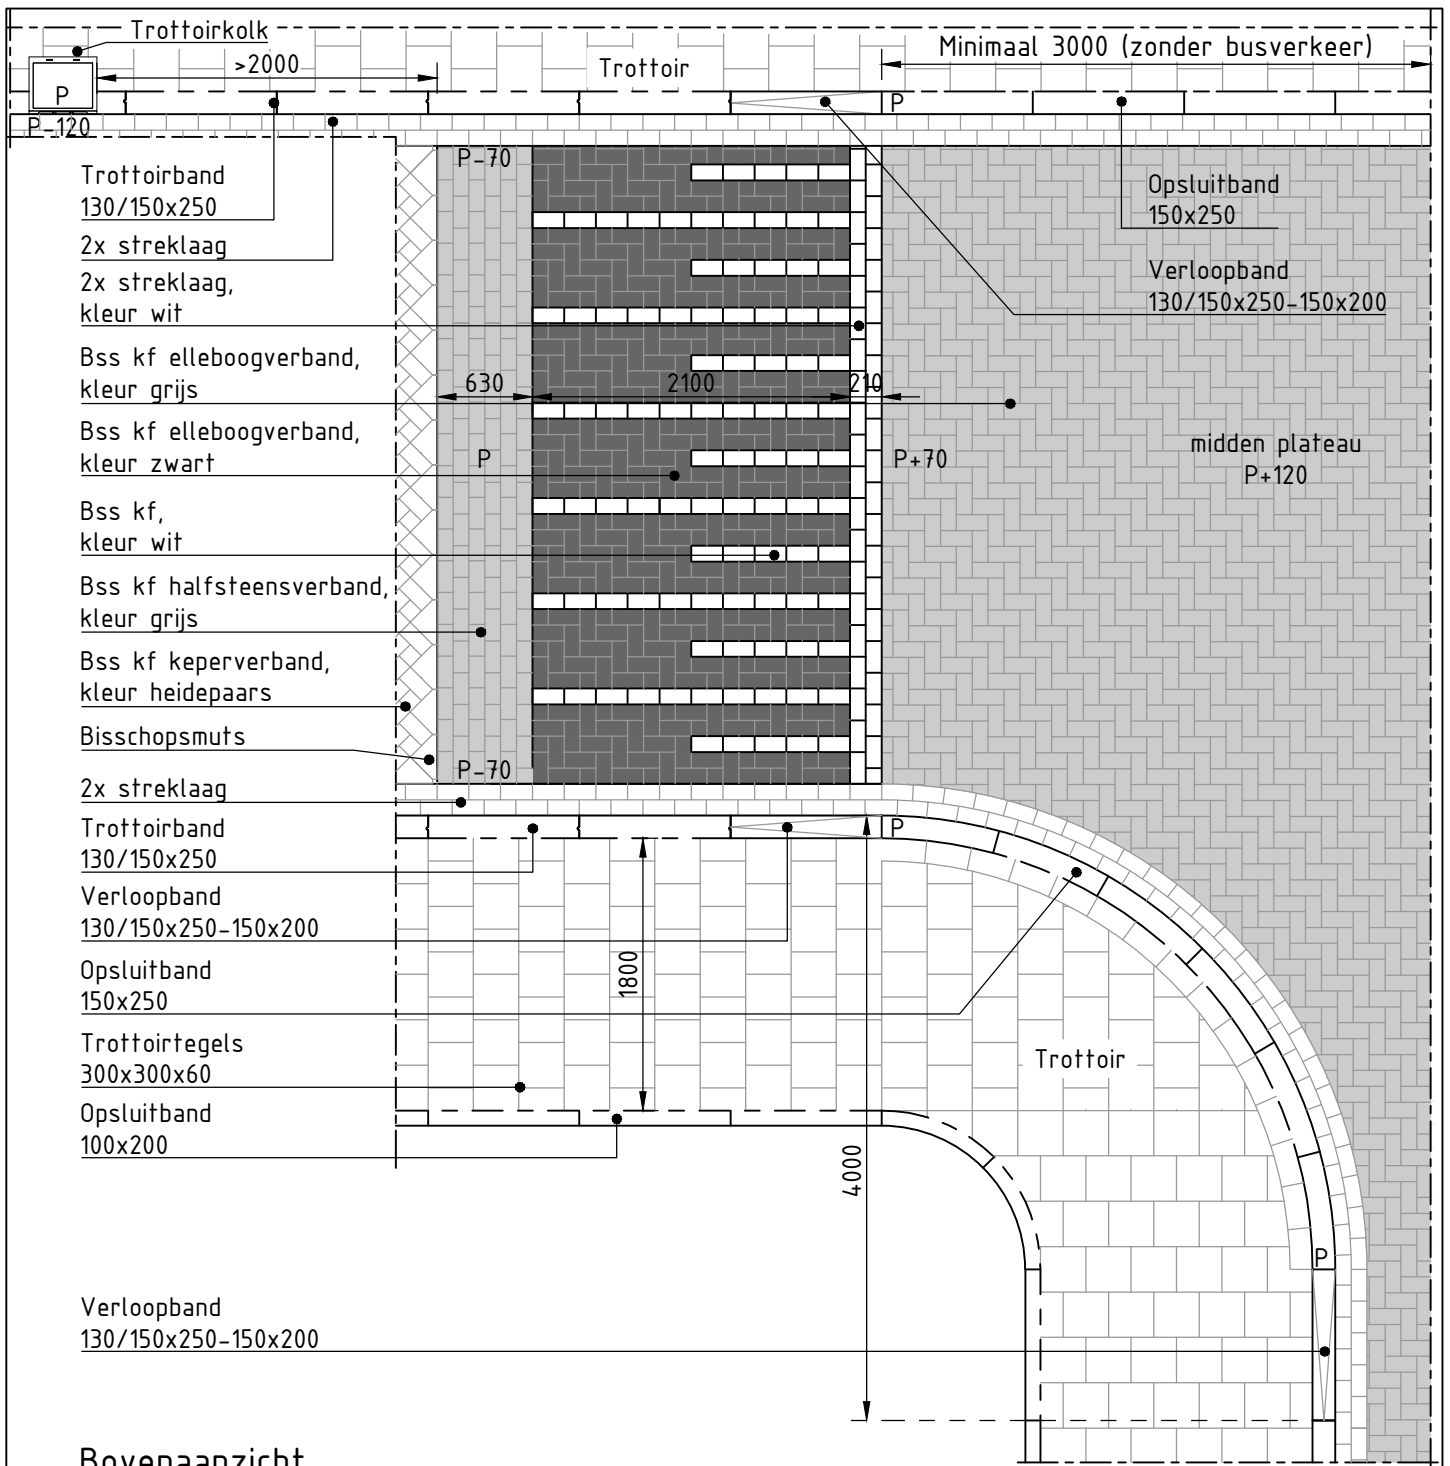 Trottoirkolk
>2000
Trottoir
Minimaal 3000 (zonder busverkeer)
P
P
P-120
P-70
Trottoirband
130/150x250
2x streklaag
2x streklaag,
kleur wit
Bss kf elleboogverband,
kleur grijs
Bss kf elleboogverband,
kleur zwart
Bss kf,
kleur wit
Bss kf halfsteensverband,
kleur grijs
Bss kf keperverband,
kleur heidepaars
Bisschopsmuts
2x streklaag
Trottoirband
130/150x250
Verloopband
130/150x250-150x200
Opsluitband
150x250
Trottoirtegels
300x300x60
Opsluitband
100x200
Verloopband
130/150x250-150x200
Opsluitband
150x250
Verloopband
130/150x250-150x200
630
2100
210
P
P+70
midden plateau
P+120
P-70
P
1800
4000
Trottoir
P
Bovenaanzicht